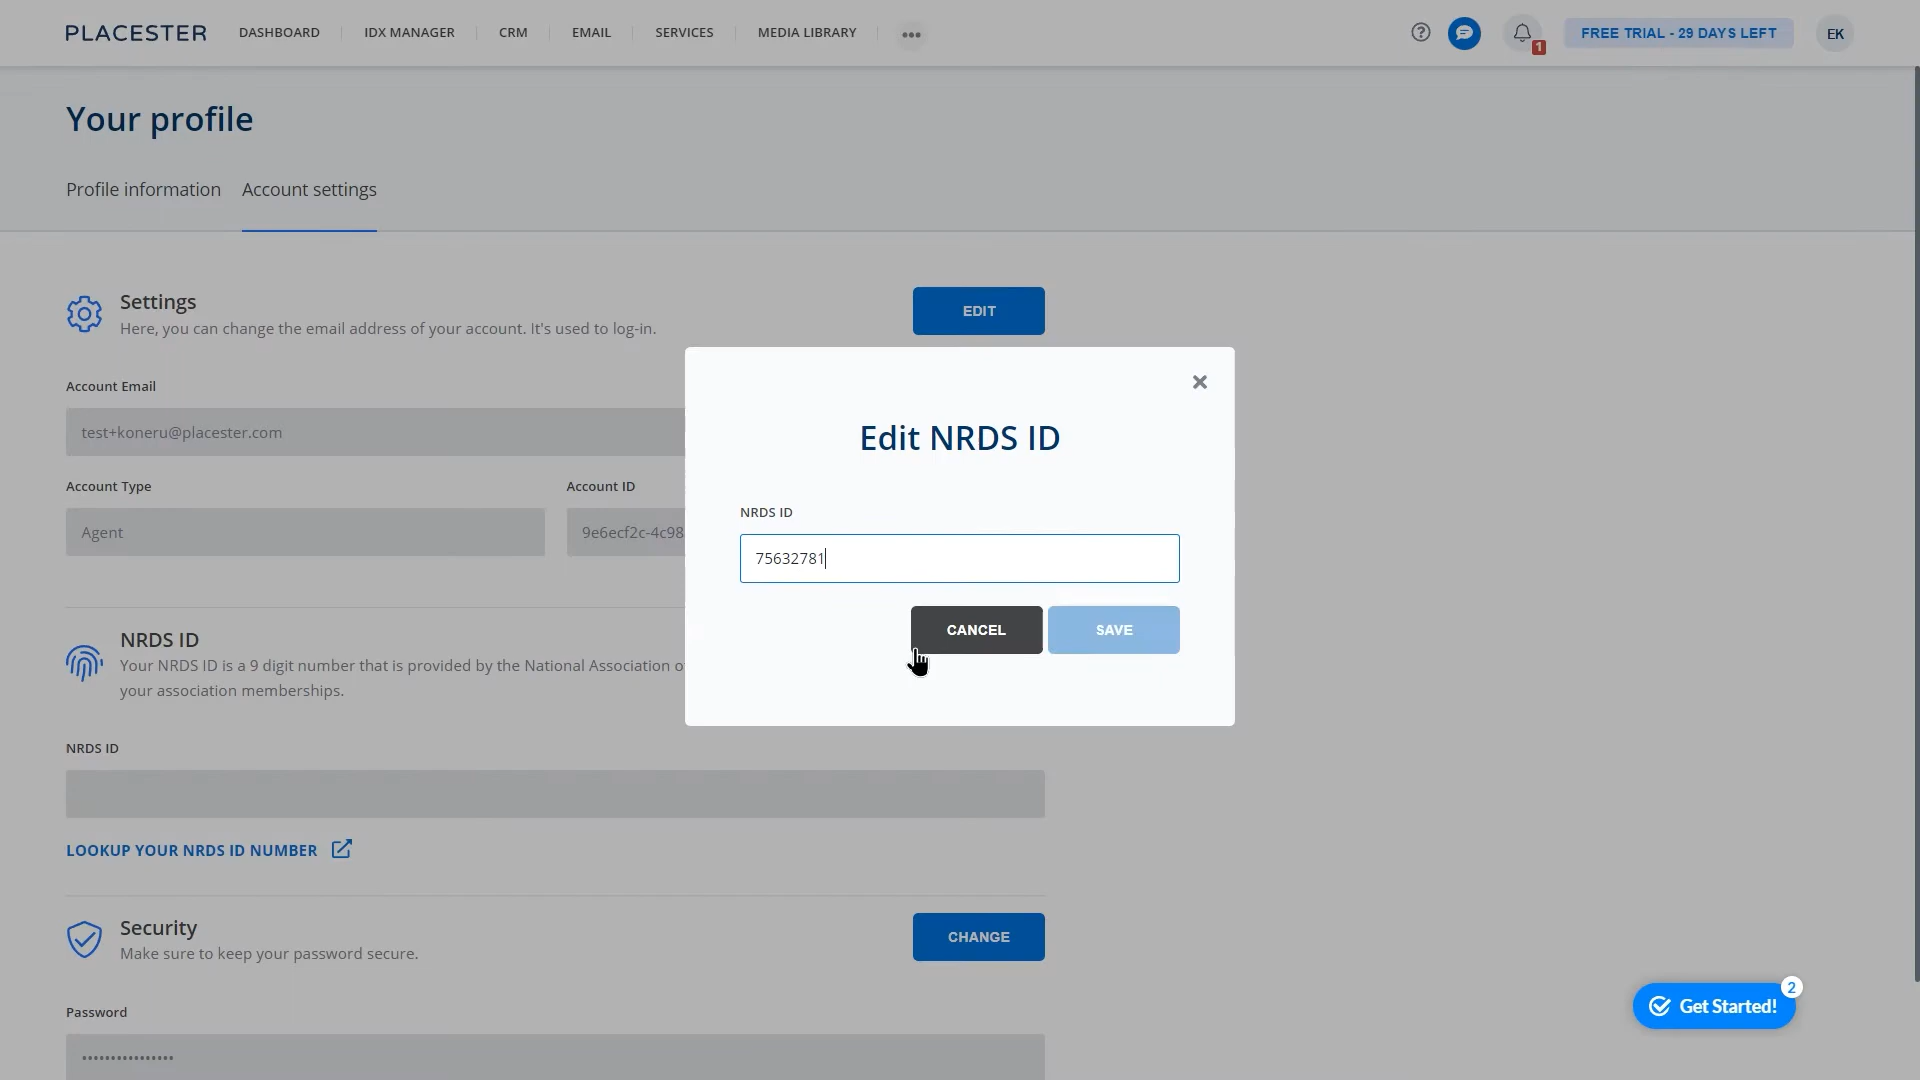 PLACESTER
DASHBOARD
IDX MANAGER
CRM
EMAIL
SERVICES
MEDIA LIBRARY
1
FREE TRIAL - 29 DAYS LEFT
EK
Your profile
Profile information
Account settings
Settings
Here, you can change the email address of your account. It's used to log-in.
EDIT
Account Email
test+koneru@placester.com
Account Type
Account ID
Agent
9e6ecf2c-4c98
Edit NRDS ID
NRDS ID
75632781
CANCEL
SAVE
NRDS ID
Your NRDS ID is a 9 digit number that is provided by the National Association
your association memberships.
NRDS ID
LOOKUP YOUR NRDS ID NUMBER
Security
Make sure to keep your password secure.
CHANGE
Password
••••••••••••••••
Get Started!
2